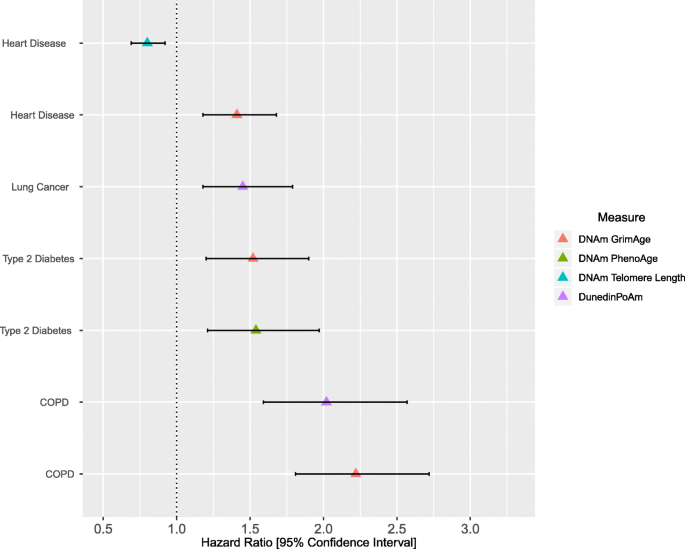 Heart Disease
Heart Disease
Lung Cancer
Type 2 Diabetes
Type 2 Diabetes
COPD
COPD
0.5 1.0 1.5 2.0 2.5 3.0
Hazard Ratio [95% Confidence Interval]
Measure
DNAm GrimAge
DNAm PhenoAge
DNAm Telomere Length
DunedinPoAm